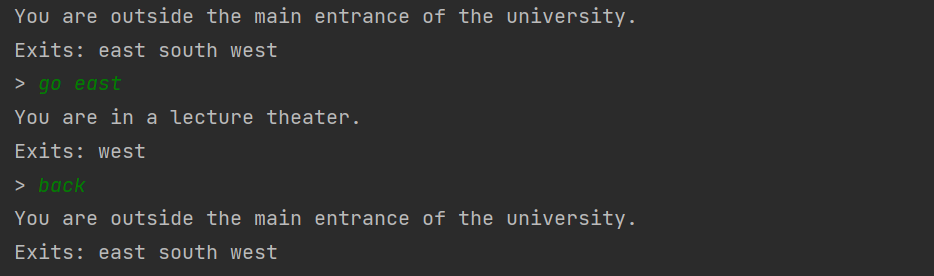 You are outside the main entrance of the university.
Exits: east south west
> go east
You are in a lecture theater.
Exits: west
> back
You are outside the main entrance of the university.
Exits: east south west